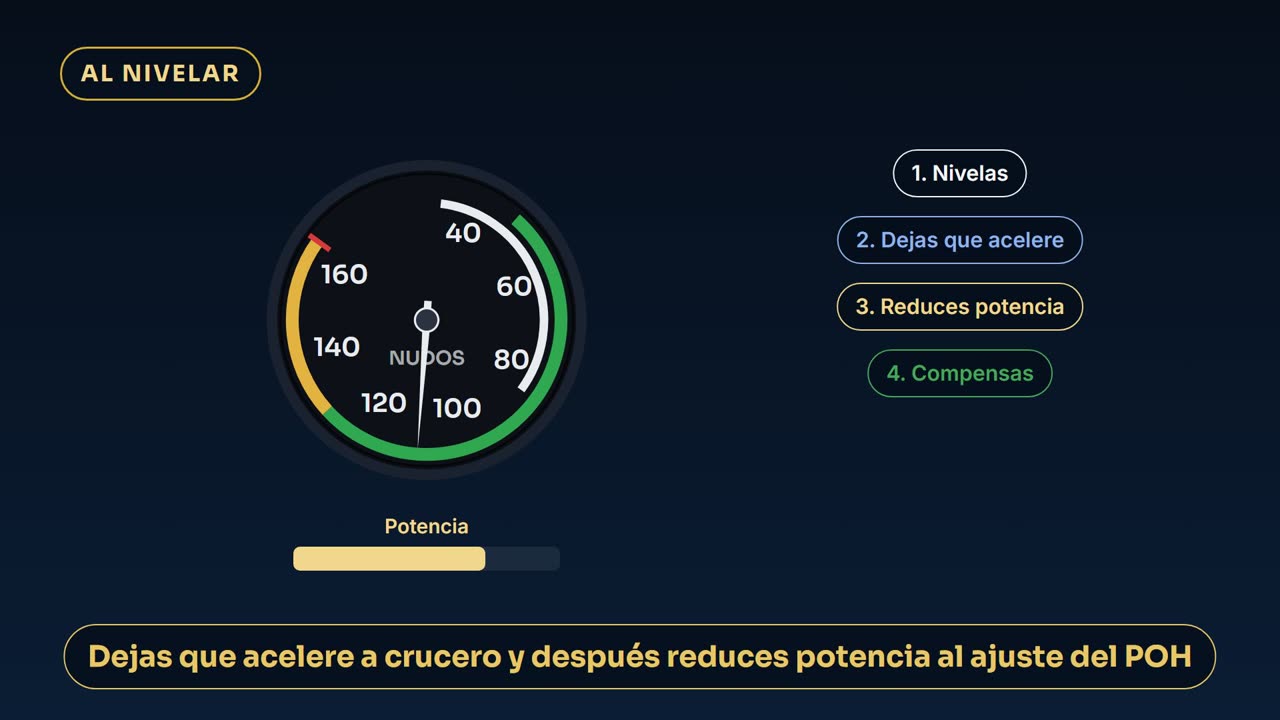 AL NIVELAR
40
60
80
100
120
140
160
NUDOS
1. Nivelas
2. Dejas que acelere
3. Reduces potencia
4. Compensas
Potencia
Dejas que acelere a crucero y después reduces potencia al ajuste del POH